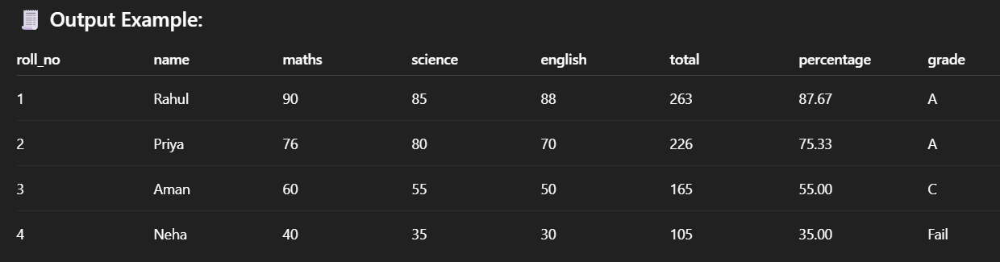 Output Example:
roll_no name maths science english total percentage grade
1 Rahul 90 85 88 263 87.67 A
2 Priya 76 80 70 226 75.33 A
3 Aman 60 55 50 165 55.00 C
4 Neha 40 35 30 105 35.00 Fail